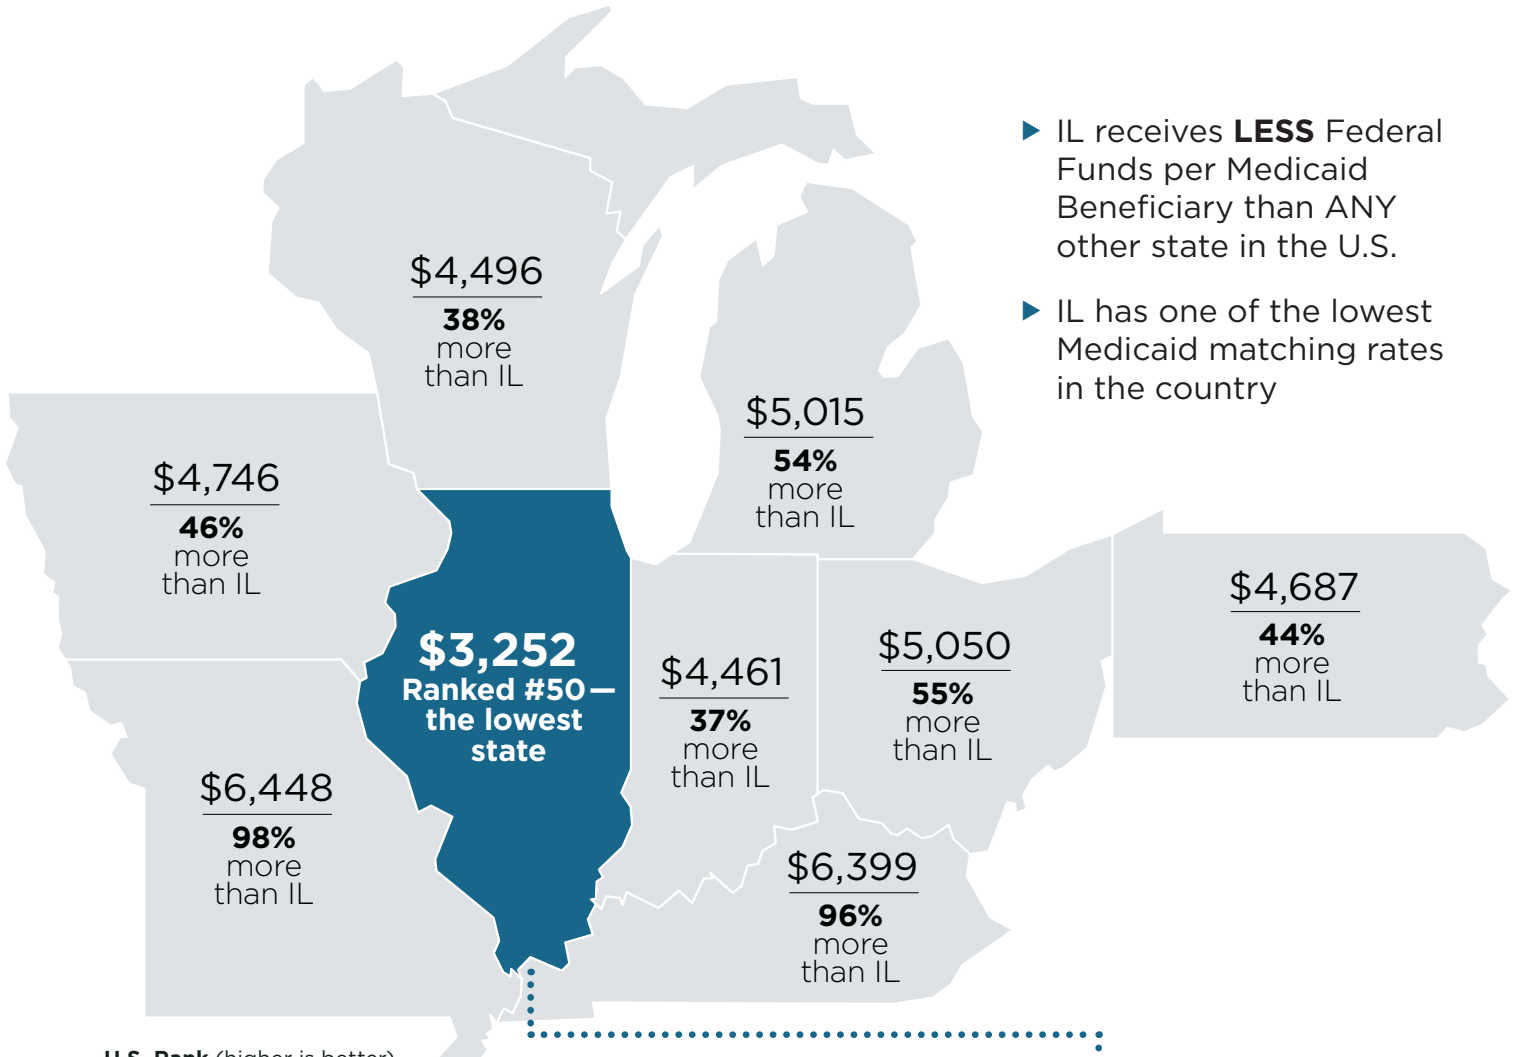 ▶ IL receives LESS Federal
Funds per Medicaid
Beneficiary than ANY
other state in the U.S.
▶ IL has one of the lowest
Medicaid matching rates
in the country
$4,496
38%
more
than IL
$5,015
54%
more
than IL
$4,746
46%
more
than IL
$3,252
Ranked #50—
the lowest
state
$4,461
37%
more
than IL
$5,050
55%
more
than IL
$4,687
44%
more
than IL
$6,448
98%
more
than IL
$6,399
96%
more
than IL
U.S. Rank (higher is better)